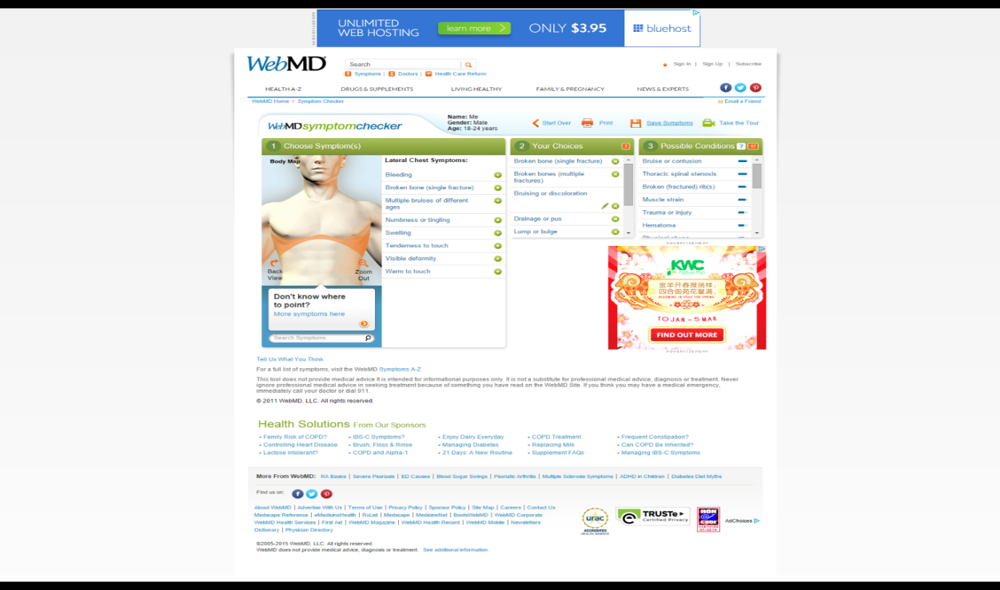 UNLIMITED
WEB HOSTING
learn more
ONLY $3.95
bluehost
WebMD
Search
Sign In | Sign Up | Subscribe
Symptoms | Doctors | Health Care Reform
HEALTH A-Z DRUGS & SUPPLEMENTS LIVING HEALTHY FAMILY & PREGNANCY NEWS & EXPERTS
WebMD Home > Symptom Checker
Email a Friend
WebMD symptomchecker
Name: Me
Gender: Male
Age: 18-24 years
Start Over Print Save Symptoms Take the Tour
1 Choose Symptom(s)
Body Map
Back View
Zoom Out
Don't know where
to point?
More symptoms here
Search Symptoms
Lateral Chest Symptoms:
Bleeding
Broken bone (single fracture)
Multiple bruises of different
ages
Numbness or tingling
Swelling
Tenderness to touch
Visible deformity
Warm to touch
2 Your Choices
Broken bone (single fracture)
Broken bones (multiple
fractures)
Bruising or discoloration
Drainage or pus
Lump or bulge
3 Possible Conditions ?
Bruise or contusion
Thoracic spinal stenosis
Broken (fractured) rib(s)
Muscle strain
Trauma or injury
Hematoma
ADVERTISEMENT
KWC
Fashion Mall
金羊开春报瑞祥,
四合御苑花馨满。
10 JAN - 5 MAR
FIND OUT MORE
ADVERTISEMENT
Tell Us What You Think
For a full list of symptoms, visit the WebMD Symptoms A-Z
This tool does not provide medical advice It is intended for informational purposes only. It is not a substitute for professional medical advice, diagnosis or treatment. Never
ignore professional medical advice in seeking treatment because of something you have read on the WebMD Site. If you think you may have a medical emergency,
immediately call your doctor or dial 911.
© 2011 WebMD, LLC. All rights reserved.
Health Solutions From Our Sponsors
• Family Risk of COPD? • IBS-C Symptoms? • Enjoy Dairy Everyday • COPD Treatment • Frequent Constipation?
• Controlling Heart Disease • Brush, Floss & Rinse • Managing Diabetes • Replacing Milk • Can COPD Be Inherited?
• Lactose Intolerant? • COPD and Alpha-1 • 21 Days: A New Routine • Supplement FAQs • Managing IBS-C Symptoms
More From WebMD: RA Basics | Severe Psoriasis | ED Causes | Blood Sugar Swings | Psoriatic Arthritis | Multiple Sclerosis Symptoms | ADHD in Children | Diabetes Diet Myths
Find us on:
About WebMD | Advertise With Us | Terms of Use | Privacy Policy | Sponsor Policy | Site Map | Careers | Contact Us
Medscape Reference | eMedicineHealth | RxList | Medscape | MedicineNet | BootsWebMD | WebMD Corporate
WebMD Health Services | First Aid | WebMD Magazine | WebMD Health Record | WebMD Mobile | Newsletters
Dictionary | Physician Directory
urac
ACCREDITED
HEALTH WEBSITE
TRUSTe
Certified Privacy
HON
CODE
AdChoices
©2005-2015 WebMD, LLC. All rights reserved.
WebMD does not provide medical advice, diagnosis or treatment. See additional information.